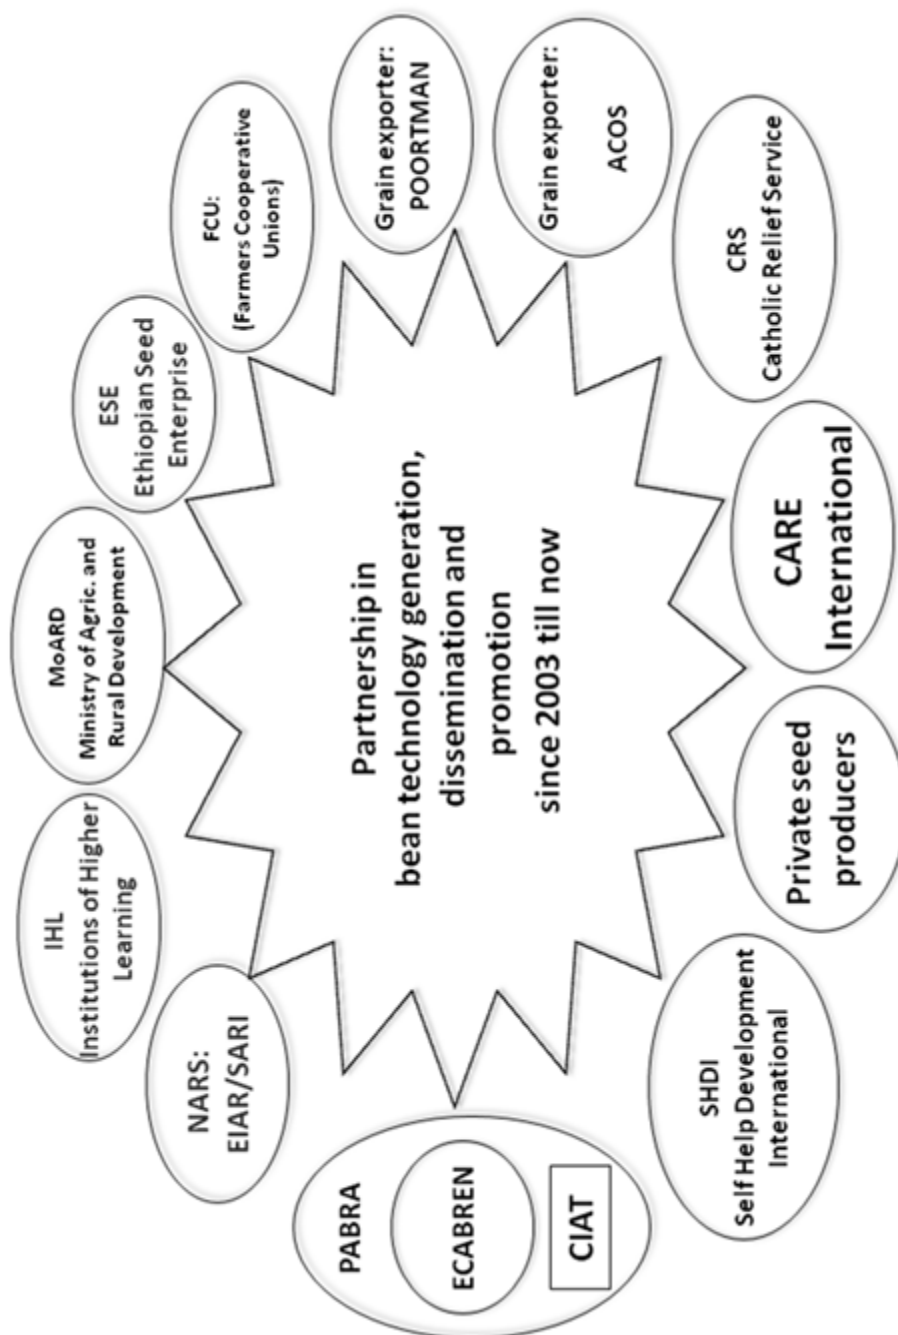 PABRA
ECABREN
CIAT
NARS:
EIAR/SARI
IHL
Institutions of Higher
Learning
MoARD
Ministry of Agric. and
Rural Development
ESE
Ethiopian Seed
Enterprise
FCU:
(Farmers Cooperative
Unions)
Grain exporter:
POORTMAN
Grain exporter:
ACOS
CRS
Catholic Relief Service
CARE
International
Private seed
producers
SHDI
Self Help Development
International
Partnership in
bean technology generation,
dissemination and
promotion
since 2003 till now